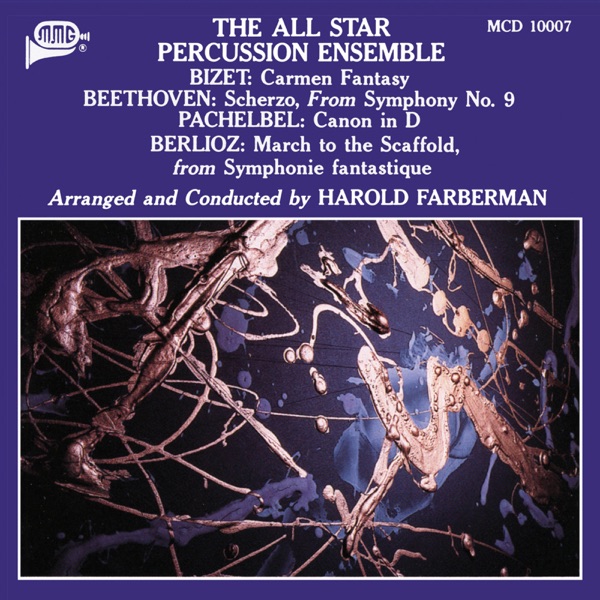 MMG
®
MCD 10007
THE ALL STAR
PERCUSSION ENSEMBLE
BIZET: Carmen Fantasy
BEETHOVEN: Scherzo, From Symphony No. 9
PACHELBEL: Canon in D
BERLIOZ: March to the Scaffold,
from Symphonie fantastique
Arranged and Conducted by HAROLD FARBERMAN